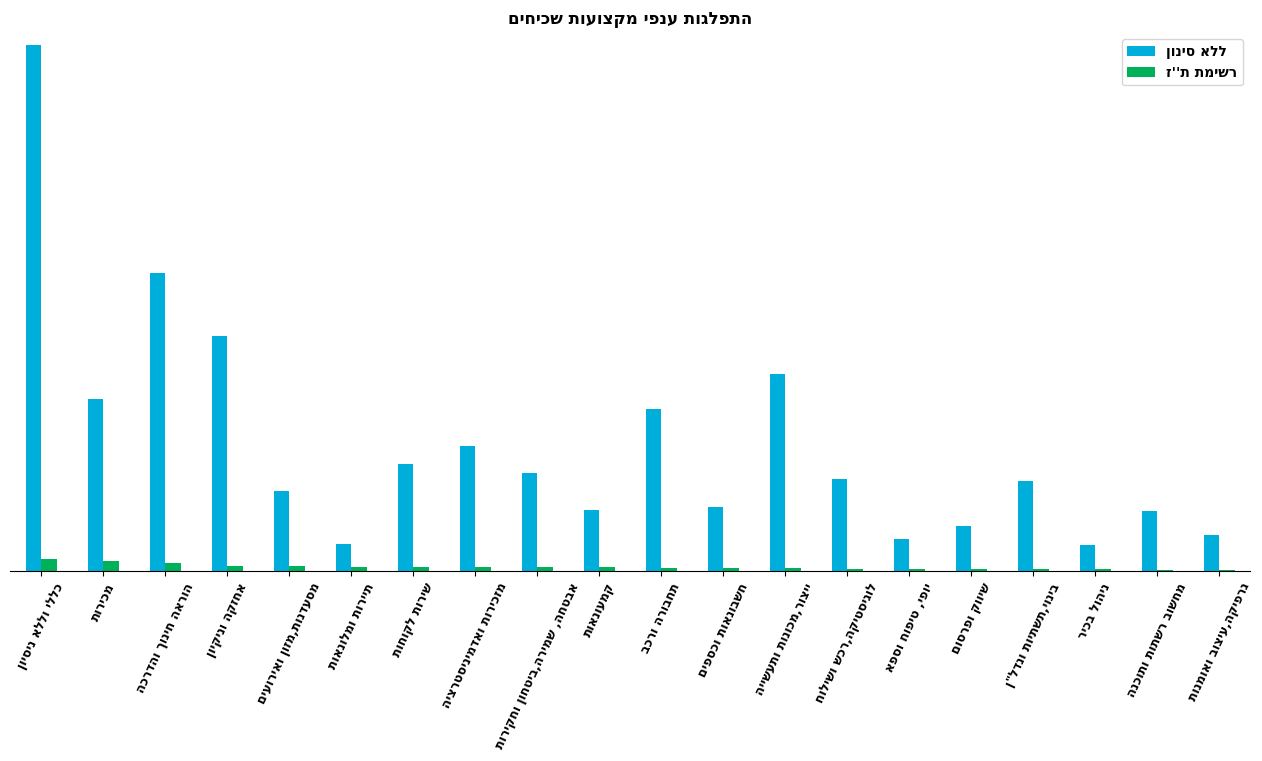 התפלגות ענפי מקצועות שכיחים
ללא סינון
רשימת ת''ז
כללי וללא ניסיון
מכירות
הוראה חינוך והדרכה
אחזקה וניקיון
מסעדנות,מזון ואירועים
תיירות ומלונאות
שירות לקוחות
מזכירות ואדמיניסטרציה
אבטחה, שמירה,ביטחון וחקירות
קמעונאות
תחבורה ורכב
חשבונאות וכספים
ייצור,מכונות ותעשייה
לוגיסטיקה,רכש ושילוח
יופי, טיפוח וספא
שיווק ופרסום
בינוי,תשתיות ונדל"ן
ניהול בכיר
מחשוב רשתות ותוכנה
גרפיקה,עיצוב ואומנות